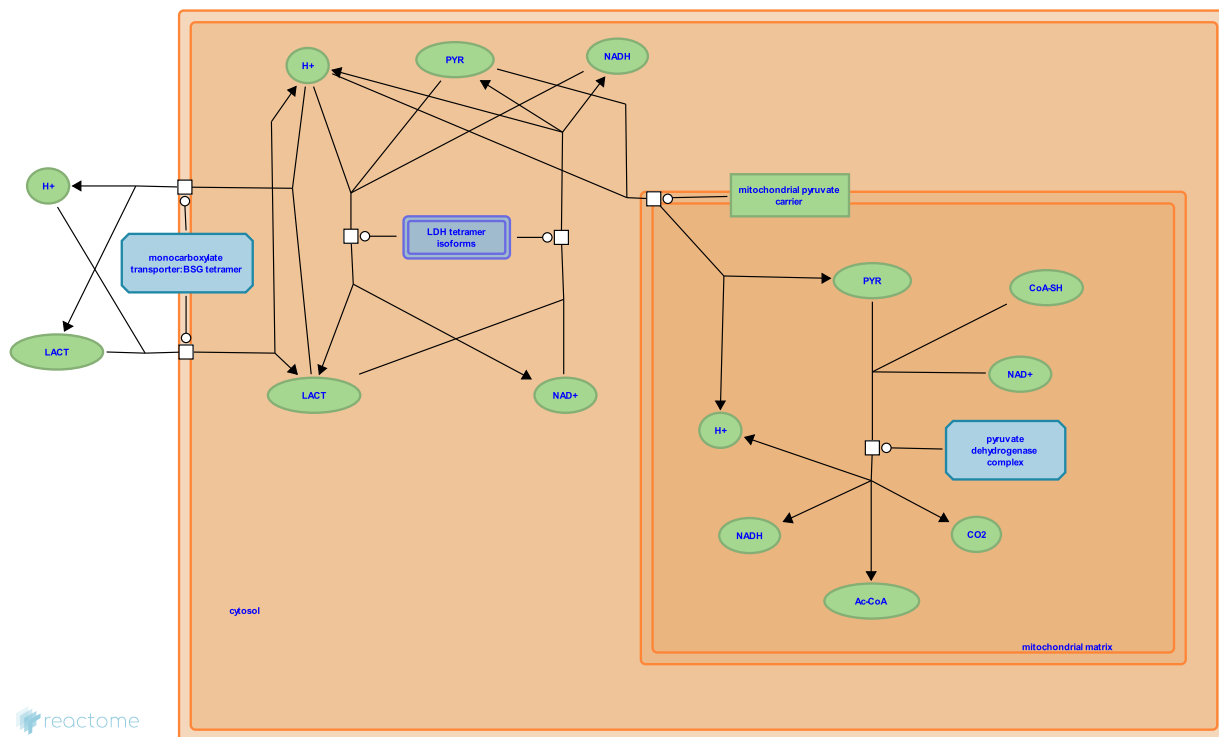 H+
PYR
NADH
H+
mitochondrial pyruvate
carrier
LDH tetramer
isoforms
monocarboxylate
transporter:BSG tetramer
PYR
CoA-SH
LACT
NAD+
LACT
NAD+
H+
pyruvate
dehydrogenase
complex
NADH
CO2
Ac-CoA
cytosol
mitochondrial matrix
reactome